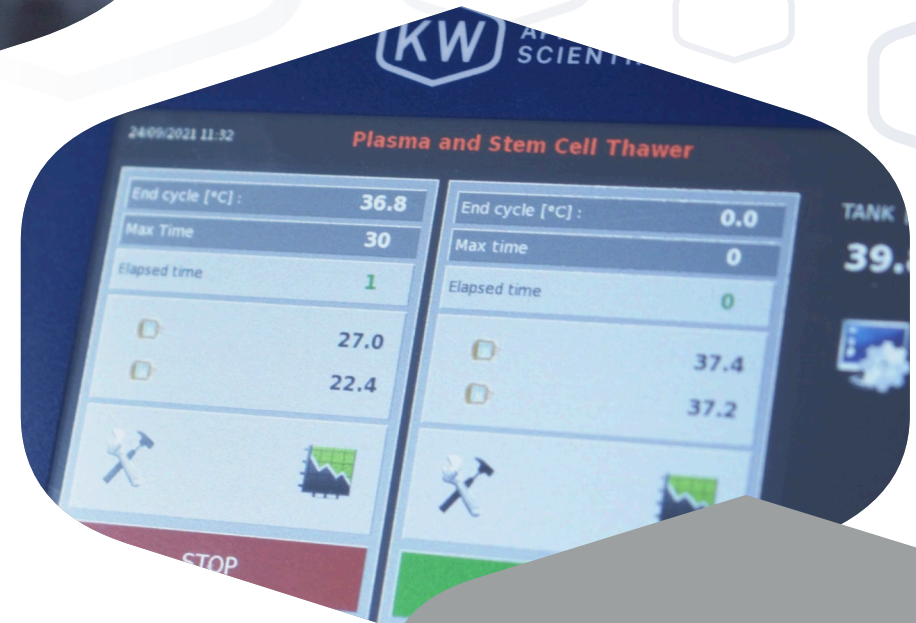 KW
SCIENTI
24/09/2021 11:32
Plasma and Stem Cell Thawer
End cycle [°C] : 36.8
Max Time 30
Elapsed time 1
27.0
22.4
STOP
End cycle [°C] : 0.0
Max time 0
Elapsed time 0
37.4
37.2
TANK
39.